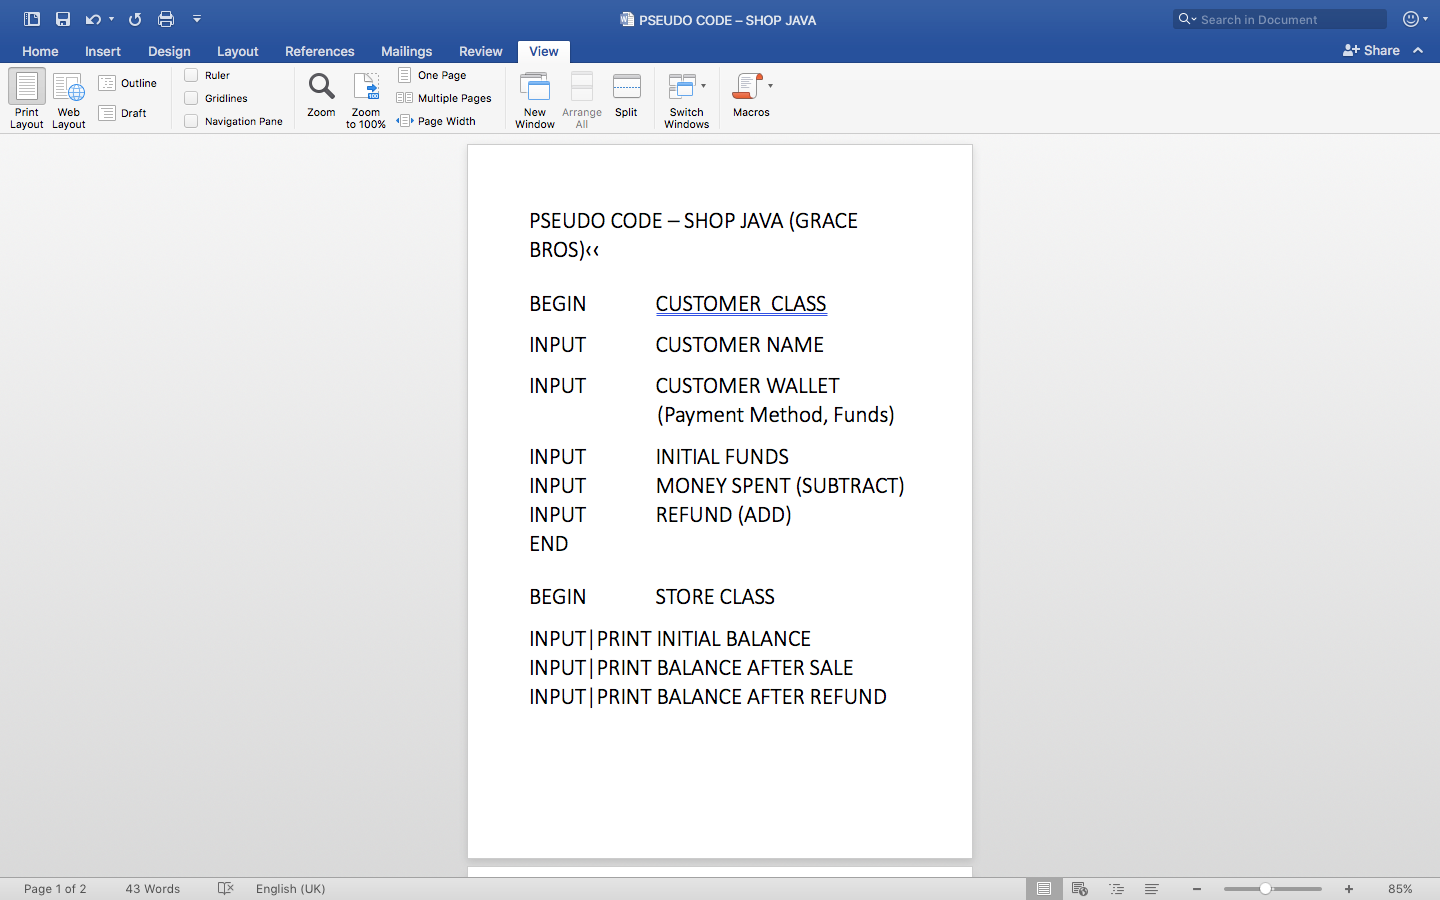 PSEUDO CODE – SHOP JAVA
Search in Document
Home Insert Design Layout References Mailings Review View
Share
Print Layout
Web Layout
Outline
Draft
Ruler
Gridlines
Navigation Pane
Zoom
Zoom to 100%
100
One Page
Multiple Pages
Page Width
New Window
Arrange All
Split
Switch Windows
Macros
PSEUDO CODE – SHOP JAVA (GRACE
BROS)‹‹
BEGIN CUSTOMER CLASS
INPUT CUSTOMER NAME
INPUT CUSTOMER WALLET
(Payment Method, Funds)
INPUT INITIAL FUNDS
INPUT MONEY SPENT (SUBTRACT)
INPUT REFUND (ADD)
END
BEGIN STORE CLASS
INPUT|PRINT INITIAL BALANCE
INPUT|PRINT BALANCE AFTER SALE
INPUT|PRINT BALANCE AFTER REFUND
Page 1 of 2 43 Words English (UK) 85%